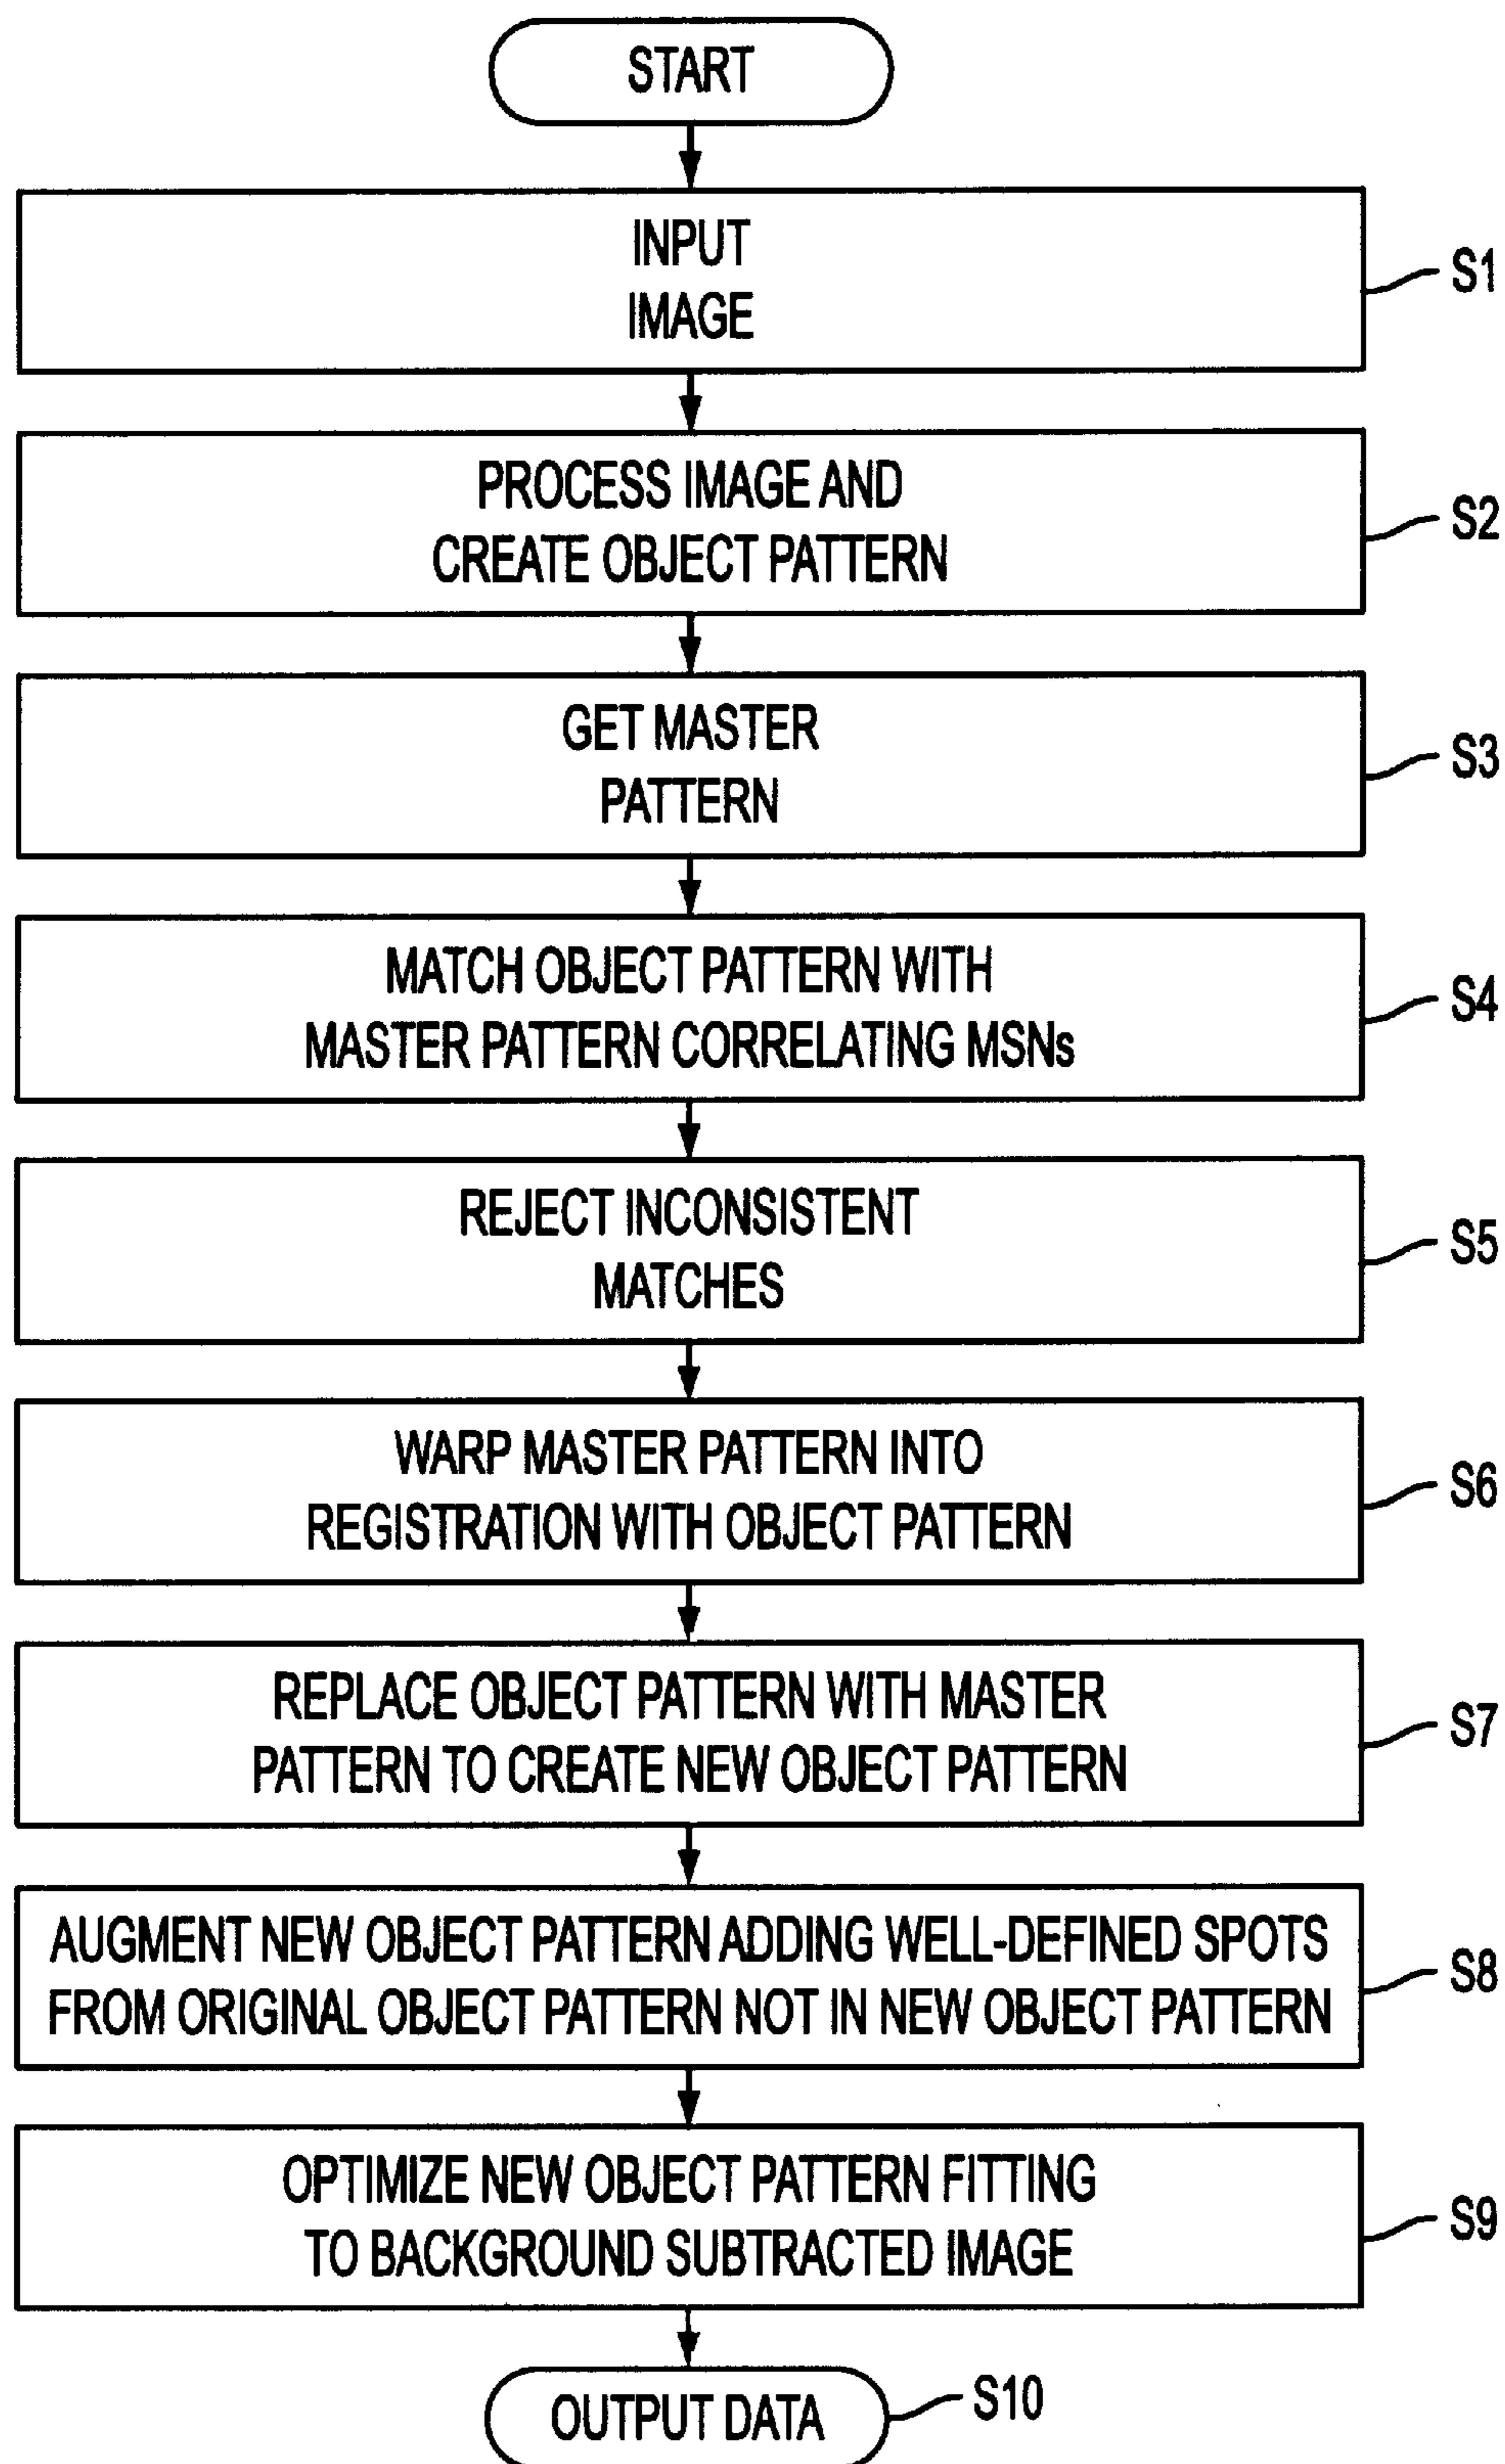 START
INPUT
IMAGE
S1
PROCESS IMAGE AND
CREATE OBJECT PATTERN
S2
GET MASTER
PATTERN
S3
MATCH OBJECT PATTERN WITH
MASTER PATTERN CORRELATING MSNs
S4
REJECT INCONSISTENT
MATCHES
S5
WARP MASTER PATTERN INTO
REGISTRATION WITH OBJECT PATTERN
S6
REPLACE OBJECT PATTERN WITH MASTER
PATTERN TO CREATE NEW OBJECT PATTERN
S7
AUGMENT NEW OBJECT PATTERN ADDING WELL-DEFINED SPOTS
FROM ORIGINAL OBJECT PATTERN NOT IN NEW OBJECT PATTERN
S8
OPTIMIZE NEW OBJECT PATTERN FITTING
TO BACKGROUND SUBTRACTED IMAGE
S9
OUTPUT DATA
S10